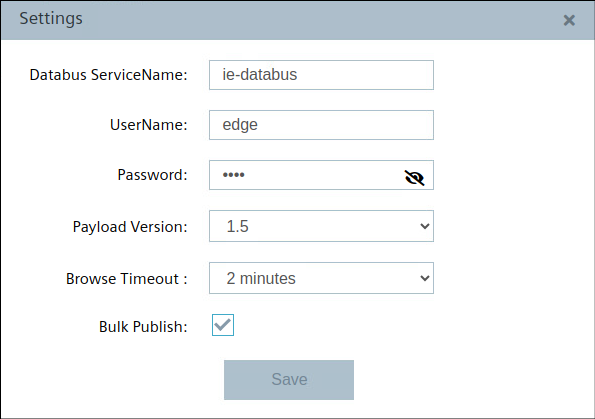 Settings
Databus ServiceName: ie-databus
UserName: edge
Password: ••••
Payload Version: 1.5
Browse Timeout : 2 minutes
Bulk Publish:
Save